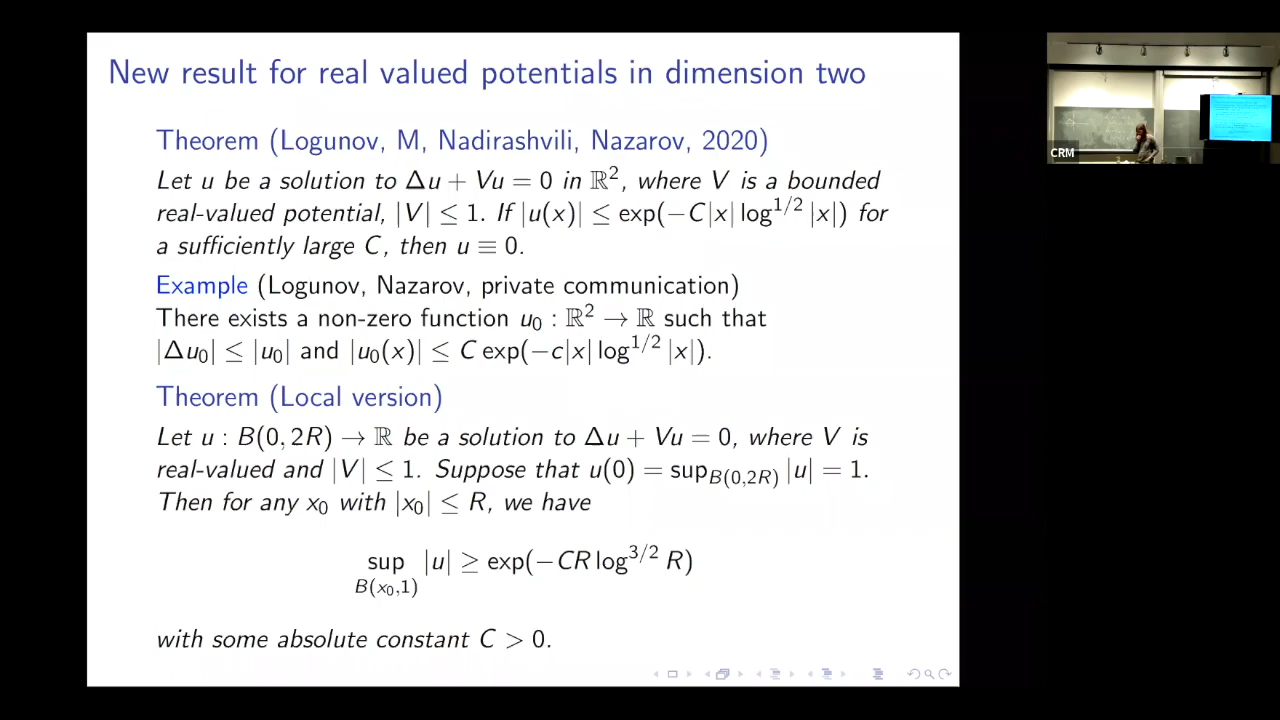 New result for real valued potentials in dimension two
Theorem (Logunov, M, Nadirashvili, Nazarov, 2020)
Let u be a solution to Δu + Vu = 0 in ℝ², where V is a bounded
real-valued potential, |V| ≤ 1. If |u(x)| ≤ exp(−C|x| log^{1/2} |x|) for
a sufficiently large C, then u ≡ 0.
Example (Logunov, Nazarov, private communication)
There exists a non-zero function u₀ : ℝ² → ℝ such that
|Δu₀| ≤ |u₀| and |u₀(x)| ≤ C exp(−c|x| log^{1/2} |x|).
Theorem (Local version)
Let u : B(0, 2R) → ℝ be a solution to Δu + Vu = 0, where V is
real-valued and |V| ≤ 1. Suppose that u(0) = sup_{B(0,2R)} |u| = 1.
Then for any x₀ with |x₀| ≤ R, we have
sup_{B(x₀,1)} |u| ≥ exp(−CR log^{3/2} R)
with some absolute constant C > 0.
CRM